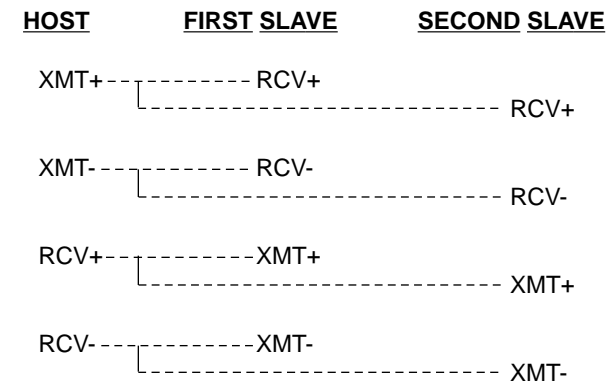 HOST FIRST SLAVE SECOND SLAVE
XMT+ RCV+
RCV+
XMT- RCV-
RCV-
RCV+ XMT+
XMT+
RCV- XMT-
XMT-